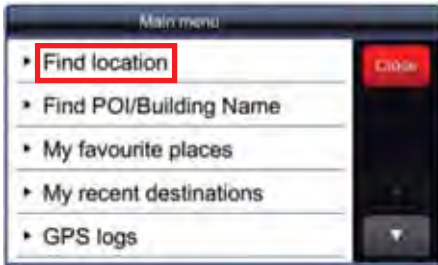 Main menu
Find location
Close
Find POI/Building Name
My favourite places
My recent destinations
GPS logs